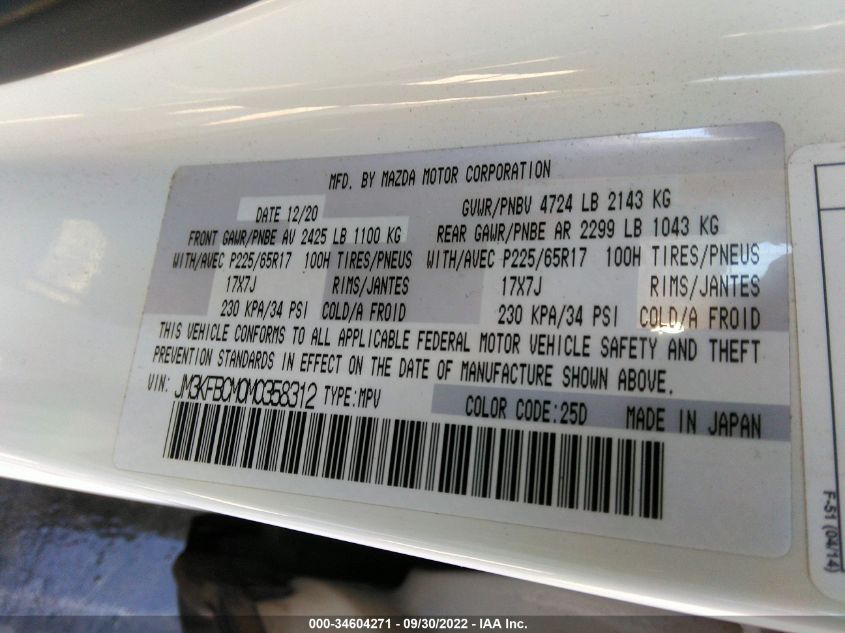 MFD. BY MAZDA MOTOR CORPORATION
DATE 12/20 GVWR/PNBV 4724 LB 2143 KG
FRONT GAWR/PNBE AV 2425 LB 1100 KG REAR GAWR/PNBE AR 2299 LB 1043 KG
WITH/AVEC P225/65R17 100H TIRES/PNEUS WITH/AVEC P225/65R17 100H TIRES/PNEUS
17X7J RIMS/JANTES 17X7J RIMS/JANTES
230 KPA/34 PSI COLD/A FROID 230 KPA/34 PSI COLD/A FROID
THIS VEHICLE CONFORMS TO ALL APPLICABLE FEDERAL MOTOR VEHICLE SAFETY AND THEFT
PREVENTION STANDARDS IN EFFECT ON THE DATE OF MANUFACTURE SHOWN ABOVE.
VIN: JM3KFBCM0M0358312 TYPE:MPV
COLOR CODE:25D MADE IN JAPAN
F-51 (04/14)
000-34604271 - 09/30/2022 - IAA Inc.